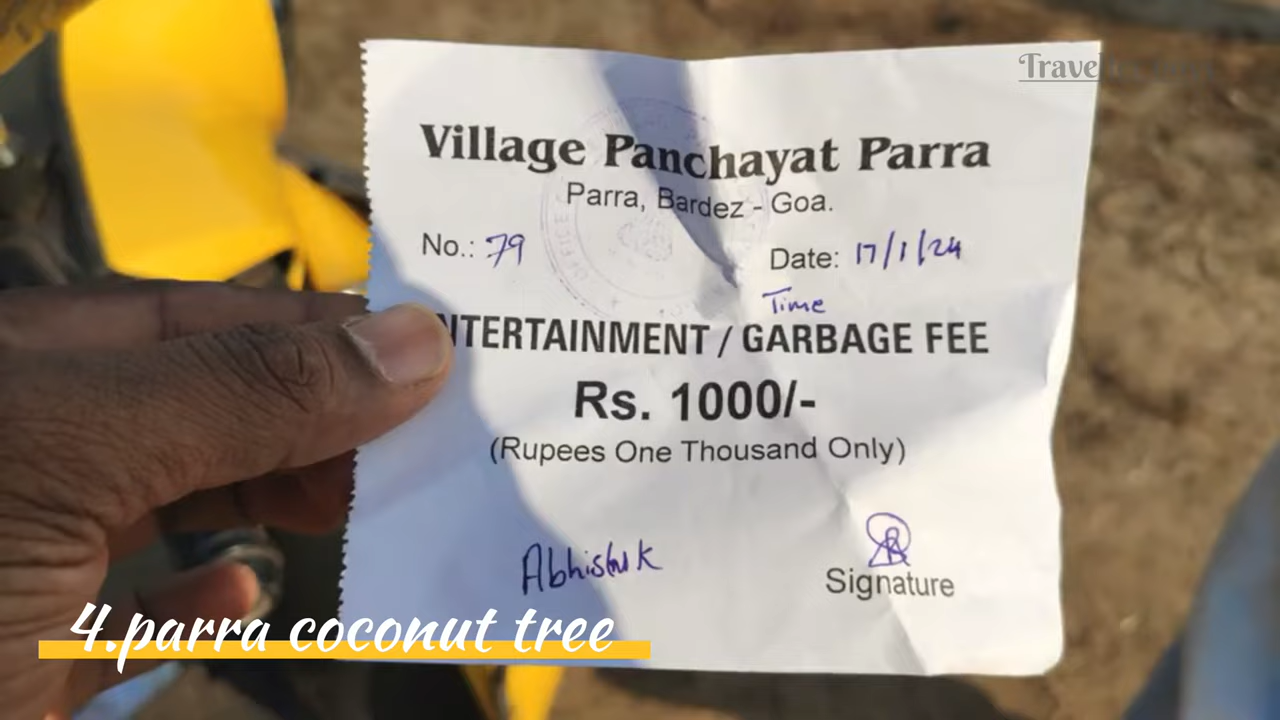 Village Panchayat Parra
Parra, Bardez - Goa.
No.: 79
Date: 17/1/24
Time
NTERTAINMENT / GARBAGE FEE
Rs. 1000/-
(Rupees One Thousand Only)
Abhishek
Signature
4.parra coconut tree